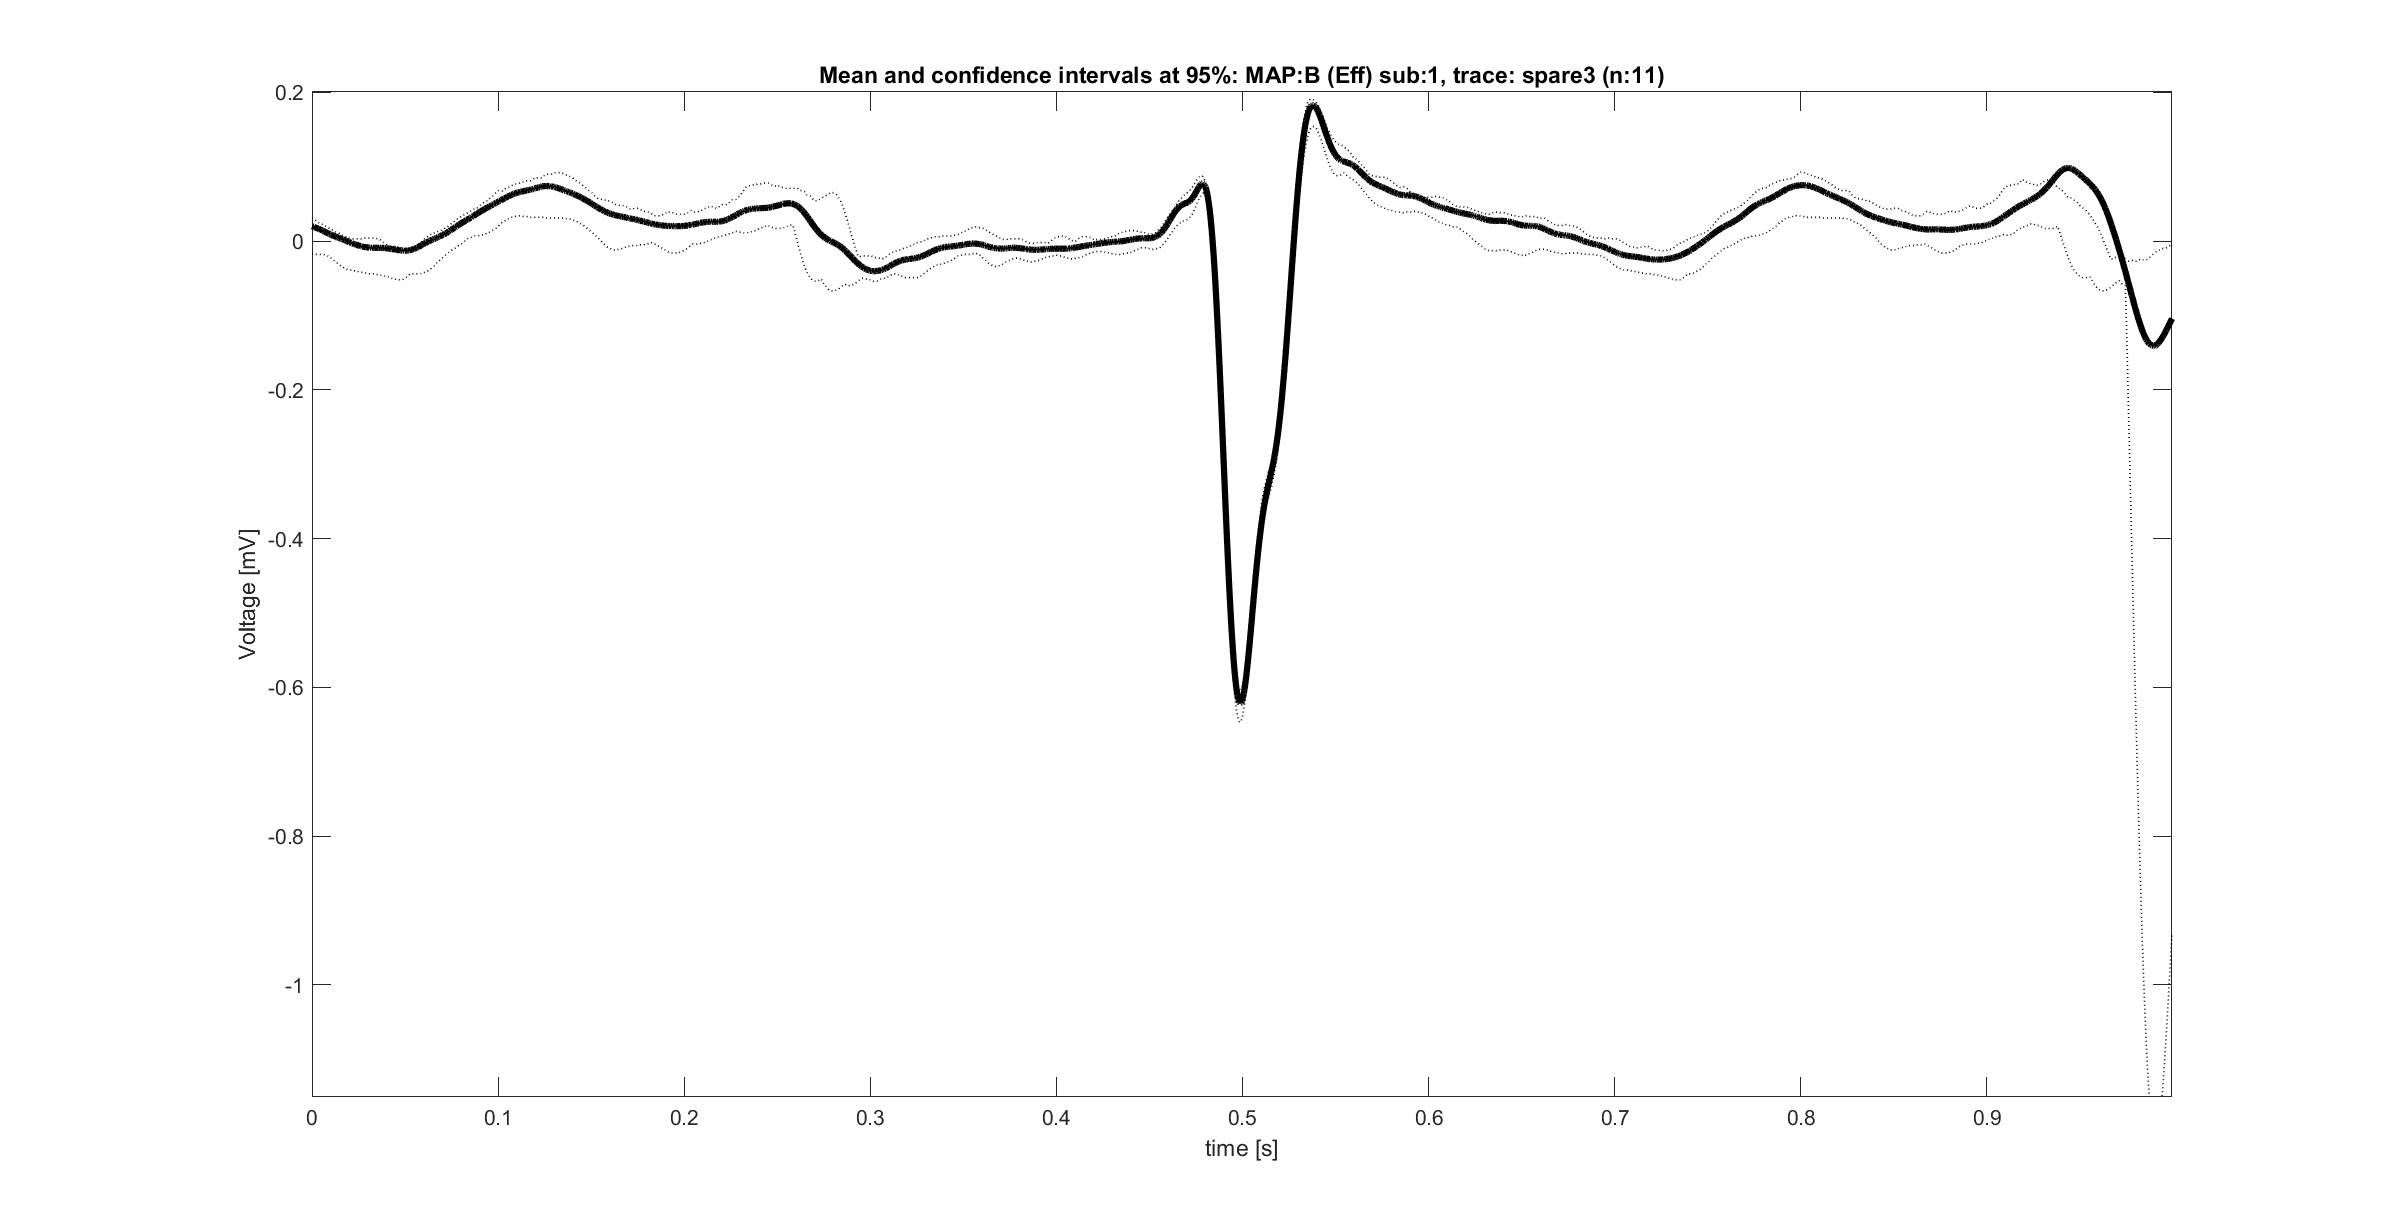 Mean and confidence intervals at 95%: MAP:B (Eff) sub:1, trace: spare3 (n:11)
0.2
0
-0.2
-0.4
-0.6
-0.8
-1
Voltage [mV]
0 0.1 0.2 0.3 0.4 0.5 0.6 0.7 0.8 0.9
time [s]